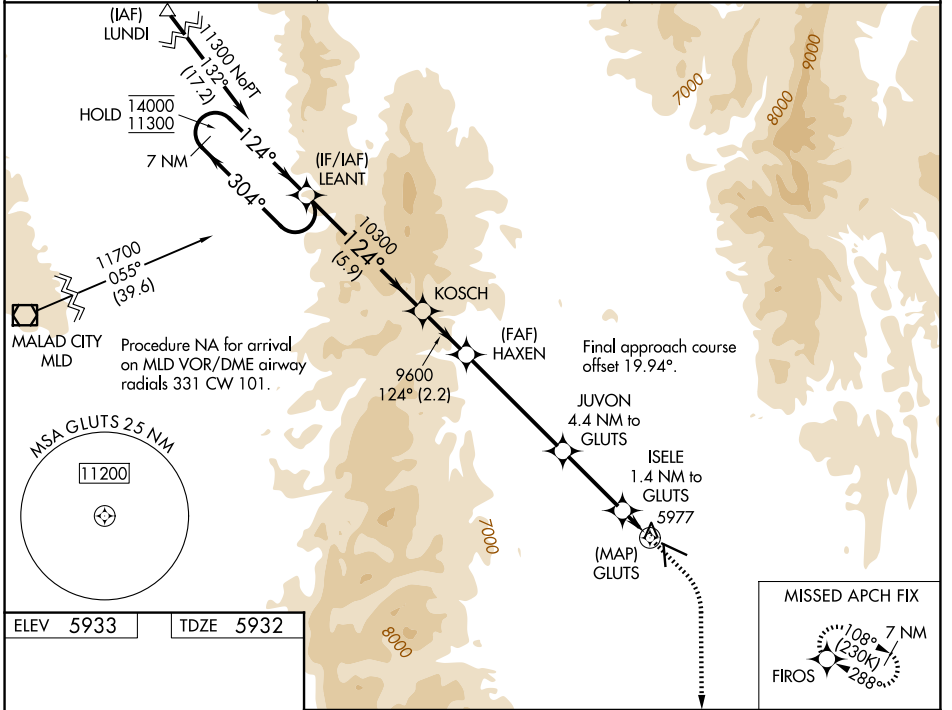 (IAF)
LUNDI
11300 NoPT
132°
(17.2)
HOLD 14000
11300
7 NM
124°
304°
(IF/IAF)
LEANT
10300
124°
(5.9)
KOSCH
11700
055°
(39.6)
MALAD CITY
MLD
Procedure NA for arrival
on MLD VOR/DME airway
radials 331 CW 101.
9600
124° (2.2)
(FAF)
HAXEN
Final approach course
offset 19.94°.
JUVON
4.4 NM to
GLUTS
ISELE
1.4 NM to
GLUTS
5977
(MAP)
GLUTS
7000
8000
9000
7000
8000
MSA GLUTS 25 NM
11200
ELEV 5933
TDZE 5932
MISSED APCH FIX
108°
7 NM
(230K)
288°
FIROS